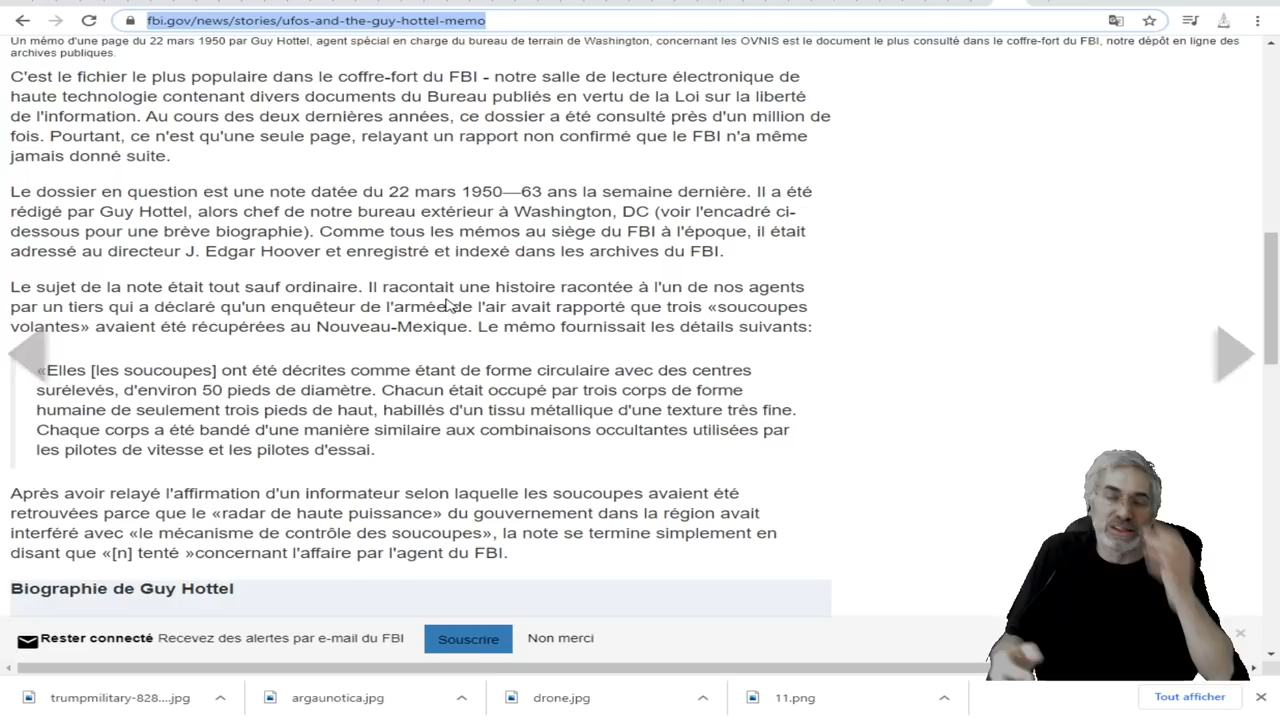 fbi.gov/news/stories/ufos-and-the-guy-hottel-memo
Un mémo d'une page du 22 mars 1950 par Guy Hottel, agent spécial en charge du bureau de terrain de Washington, concernant les OVNIS est le document le plus consulté dans le coffre-fort du FBI, notre dépôt en ligne des
archives publiques.
C'est le fichier le plus populaire dans le coffre-fort du FBI - notre salle de lecture électronique de
haute technologie contenant divers documents du Bureau publiés en vertu de la Loi sur la liberté
de l'information. Au cours des deux dernières années, ce dossier a été consulté près d'un million de
fois. Pourtant, ce n'est qu'une seule page, relayant un rapport non confirmé que le FBI n'a même
jamais donné suite.
Le dossier en question est une note datée du 22 mars 1950—63 ans la semaine dernière. Il a été
rédigé par Guy Hottel, alors chef de notre bureau extérieur à Washington, DC (voir l'encadré ci-
dessous pour une brève biographie). Comme tous les mémos au siège du FBI à l'époque, il était
adressé au directeur J. Edgar Hoover et enregistré et indexé dans les archives du FBI.
Le sujet de la note était tout sauf ordinaire. Il racontait une histoire racontée à l'un de nos agents
par un tiers qui a déclaré qu'un enquêteur de l'armée de l'air avait rapporté que trois «soucoupes
volantes» avaient été récupérées au Nouveau-Mexique. Le mémo fournissait les détails suivants:
«Elles [les soucoupes] ont été décrites comme étant de forme circulaire avec des centres
surélevés, d'environ 50 pieds de diamètre. Chacun était occupé par trois corps de forme
humaine de seulement trois pieds de haut, habillés d'un tissu métallique d'une texture très fine.
Chaque corps a été bandé d'une manière similaire aux combinaisons occultantes utilisées par
les pilotes de vitesse et les pilotes d'essai.
Après avoir relayé l'affirmation d'un informateur selon laquelle les soucoupes avaient été
retrouvées parce que le «radar de haute puissance» du gouvernement dans la région avait
interféré avec «le mécanisme de contrôle des soucoupes», la note se termine simplement en
disant que «[n] tenté »concernant l'affaire par l'agent du FBI.
Biographie de Guy Hottel
Rester connecté Recevez des alertes par e-mail du FBI Souscrire Non merci
trumpmilitary-828....jpg argaunotica.jpg drone.jpg 11.png Tout afficher